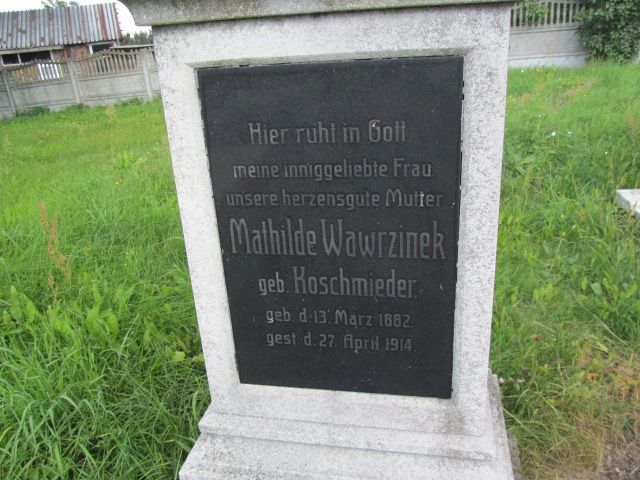 Hier ruht in Gott
meine inniggeliebte Frau
unsere herzensgute Mutter
Mathilde Wawrzinek
geb. Koschmieder.
geb. d. 13. März 1882.
gest. d. 27. April 1914.